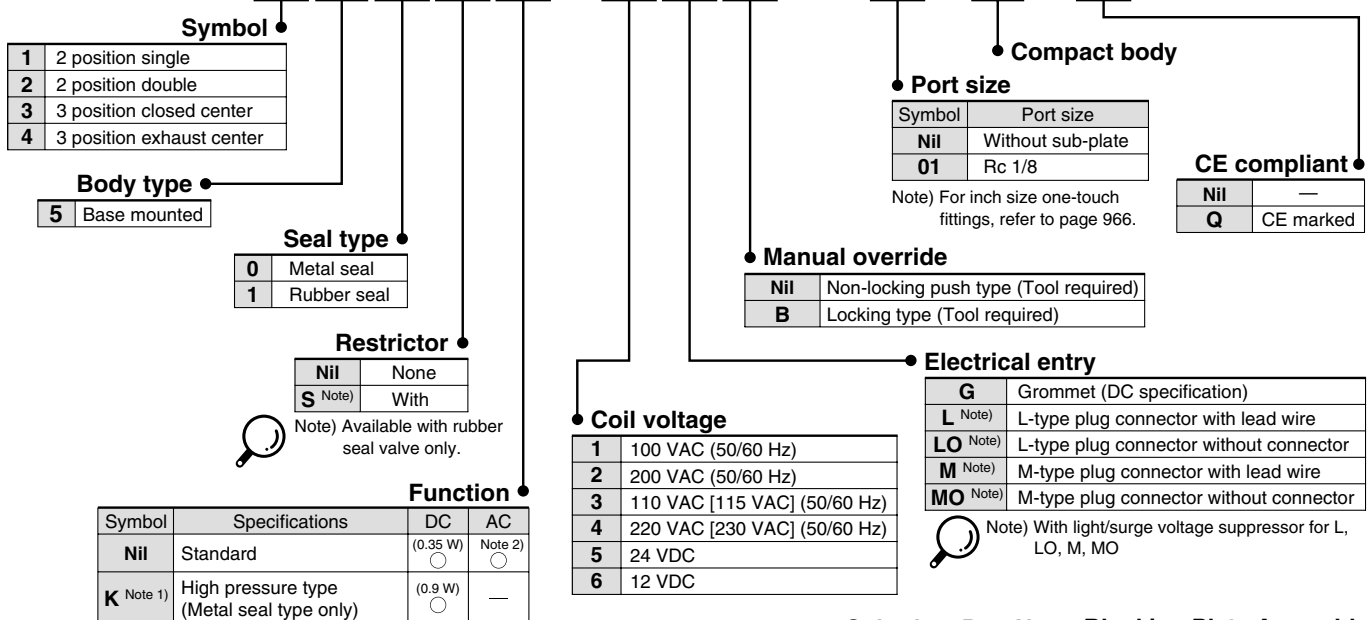 Symbol
1 2 position single
2 2 position double
3 3 position closed center
4 3 position exhaust center
Body type
5 Base mounted
Seal type
0 Metal seal
1 Rubber seal
Restrictor
Nil None
S Note) With
Note) Available with rubber
seal valve only.
Function
Symbol Specifications DC AC
Nil Standard (0.35 W) ○ Note 2) ○
K Note 1) High pressure type
(Metal seal type only) (0.9 W) ○ —
Coil voltage
1 100 VAC (50/60 Hz)
2 200 VAC (50/60 Hz)
3 110 VAC [115 VAC] (50/60 Hz)
4 220 VAC [230 VAC] (50/60 Hz)
5 24 VDC
6 12 VDC
Electrical entry
G Grommet (DC specification)
L Note) L-type plug connector with lead wire
LO Note) L-type plug connector without connector
M Note) M-type plug connector with lead wire
MO Note) M-type plug connector without connector
Note) With light/surge voltage suppressor for L,
LO, M, MO
Manual override
Nil Non-locking push type (Tool required)
B Locking type (Tool required)
Port size
Symbol Port size
Nil Without sub-plate
01 Rc 1/8
Note) For inch size one-touch
fittings, refer to page 966.
Compact body
CE compliant
Nil —
Q CE marked